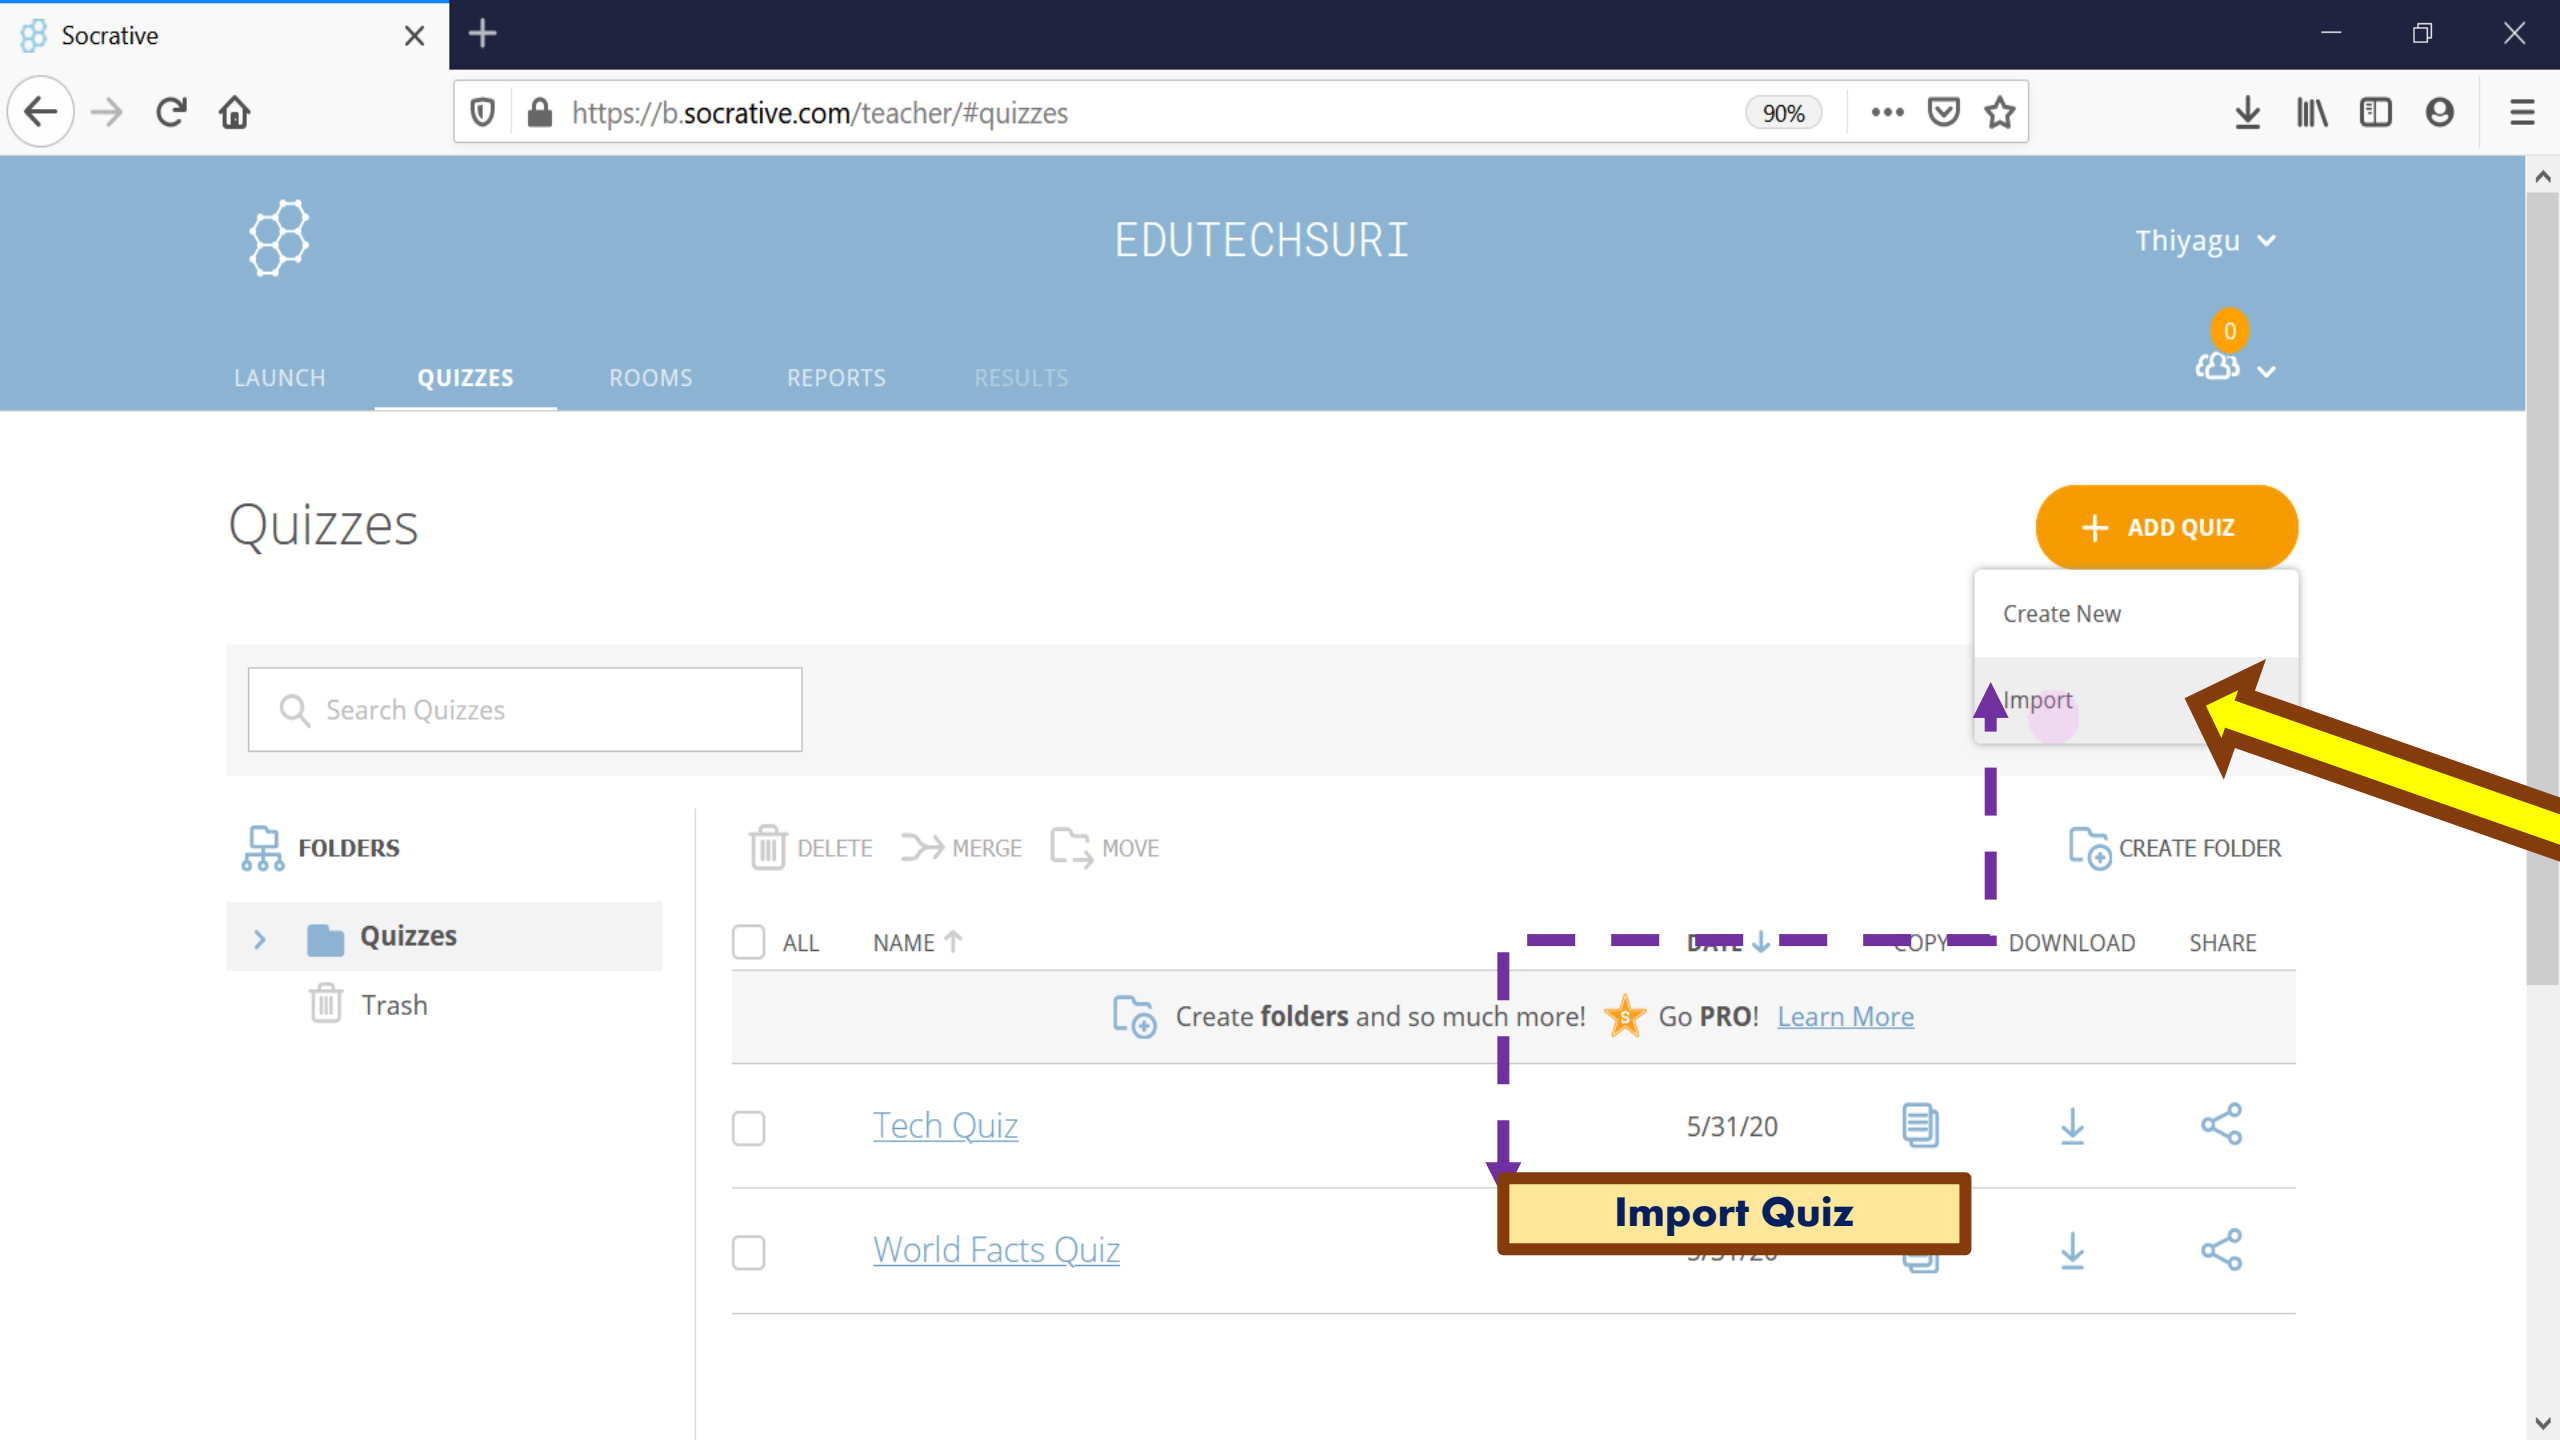 Socrative
https://b.socrative.com/teacher/#quizzes
90%
EDUTECHSURI
Thiyagu
0
LAUNCH QUIZZES ROOMS REPORTS RESULTS
Quizzes
ADD QUIZ
Create New
Import
Search Quizzes
FOLDERS
DELETE MERGE MOVE
CREATE FOLDER
Quizzes
Trash
ALL NAME DATE COPY DOWNLOAD SHARE
Create folders and so much more! Go PRO! Learn More
Tech Quiz 5/31/20
Import Quiz
World Facts Quiz